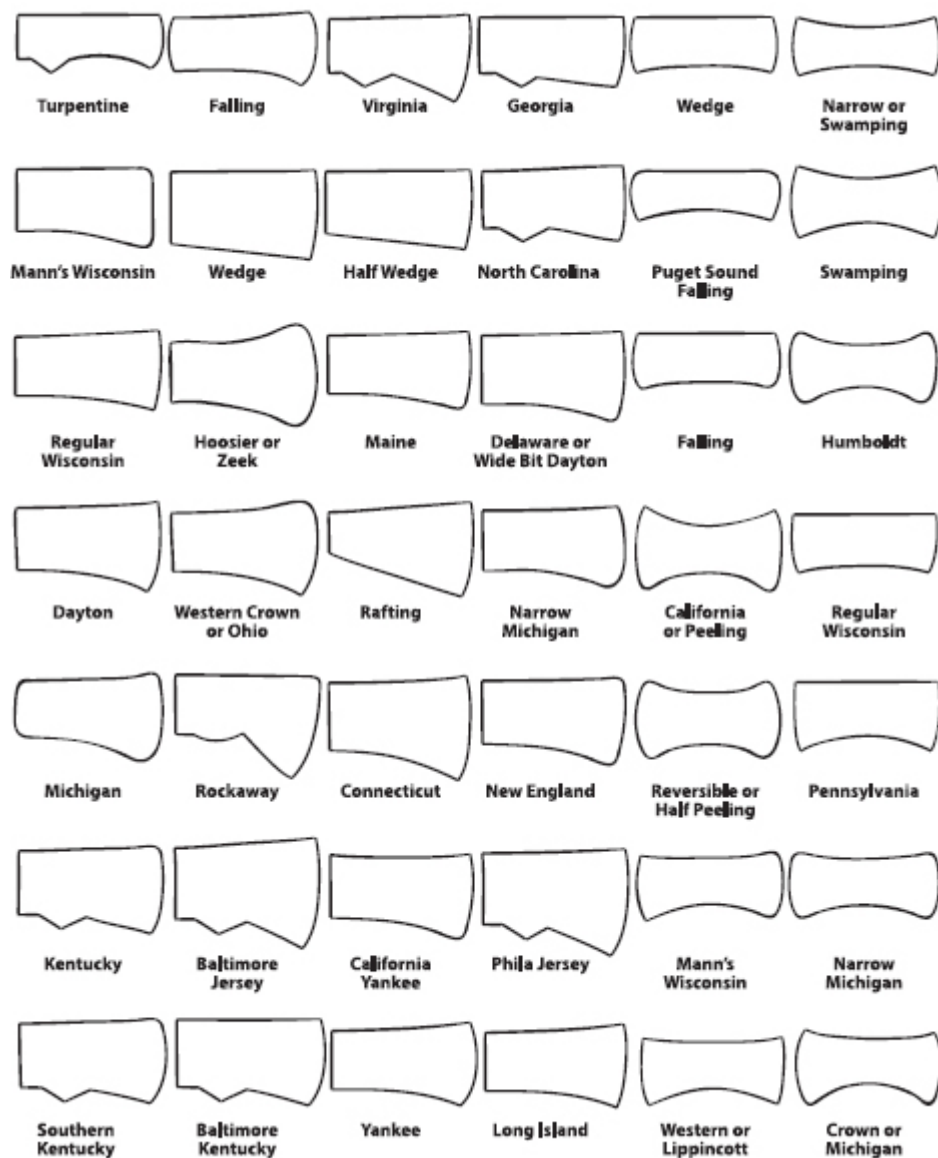 Turpentine
Falling
Virginia
Georgia
Wedge
Narrow or
Swamping
Mann's Wisconsin
Wedge
Half Wedge
North Carolina
Puget Sound
Falling
Swamping
Regular
Wisconsin
Hoosier or
Zeek
Maine
Delaware or
Wide Bit Dayton
Falling
Humboldt
Dayton
Western Crown
or Ohio
Rafting
Narrow
Michigan
California
or Peeling
Regular
Wisconsin
Michigan
Rockaway
Connecticut
New England
Reversible or
Half Peeling
Pennsylvania
Kentucky
Baltimore
Jersey
California
Yankee
Phila Jersey
Mann's
Wisconsin
Narrow
Michigan
Southern
Kentucky
Baltimore
Kentucky
Yankee
Long Island
Western or
Lippincott
Crown or
Michigan